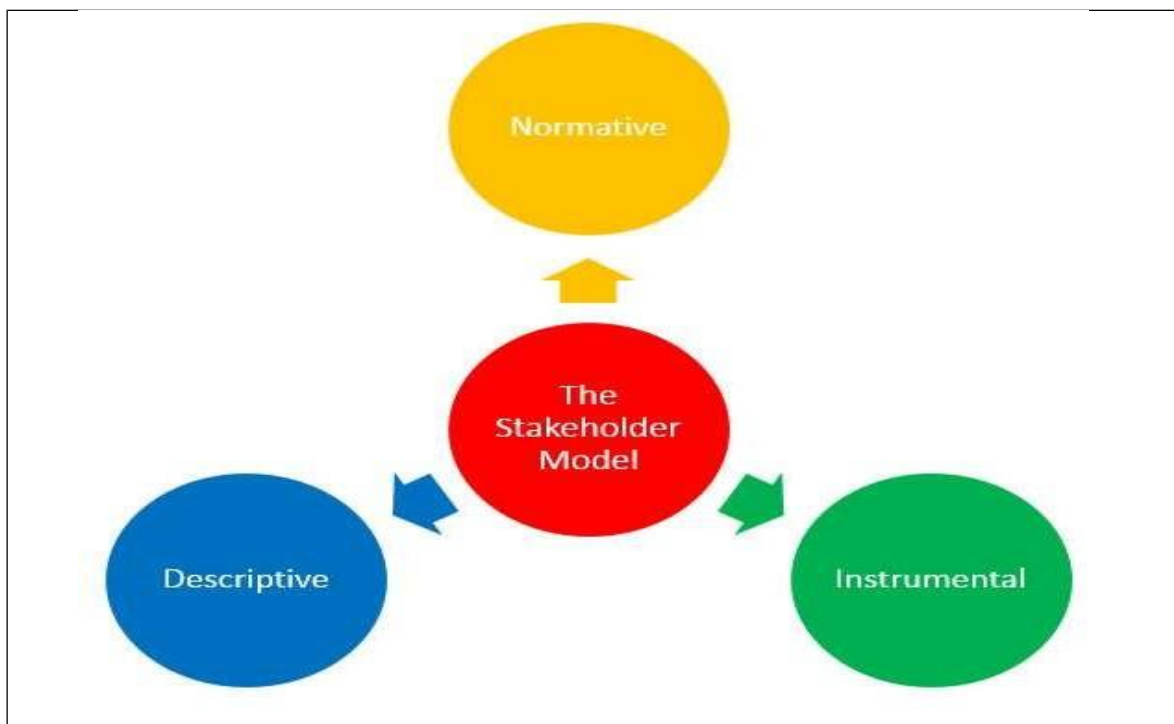 Normative
The
Stakeholder
Model
Descriptive
Instrumental